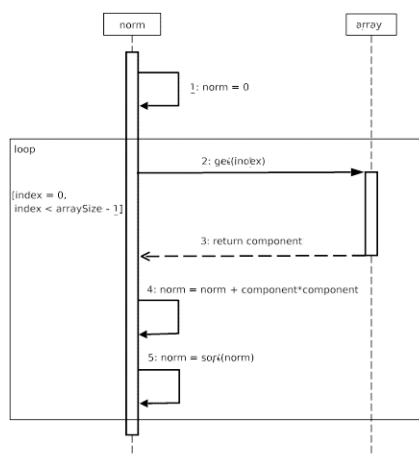 norm
array
1: norm = 0
loop
2: get(index)
[index = 0,
index < arraySize - 1]
3: return component
4: norm = norm + component*component
5: norm = sqrt(norm)